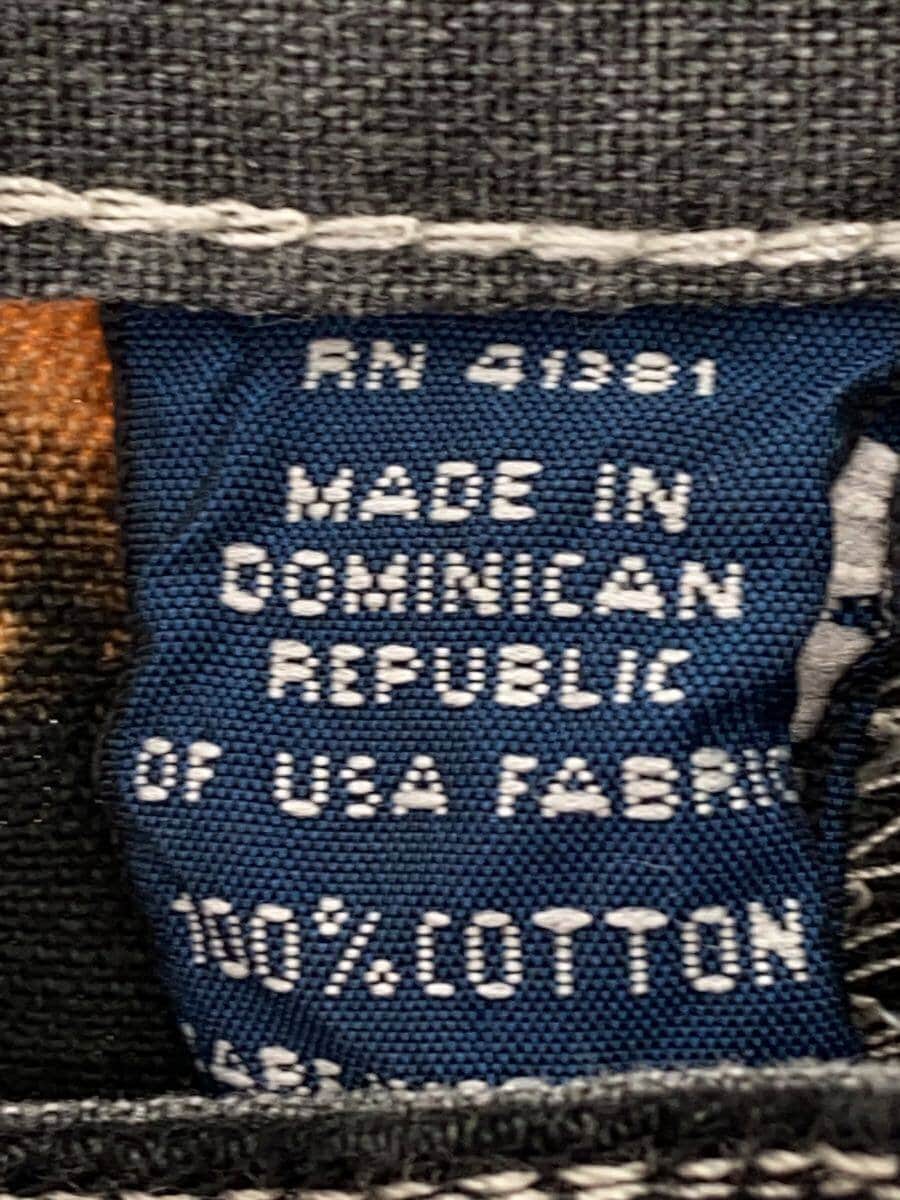 RN 41381
MADE IN
DOMINICAN
REPUBLIC
OF USA FABRIC
100% COTTON